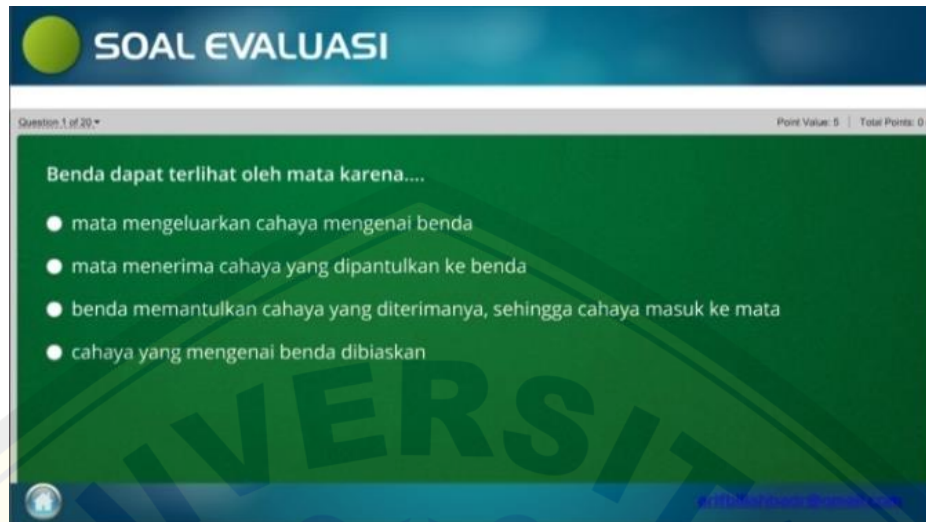 SOAL EVALUASI
Question 1 of 20
Point Value: 5 | Total Points: 0
Benda dapat terlihat oleh mata karena....
mata mengeluarkan cahaya mengenai benda
mata menerima cahaya yang dipantulkan ke benda
benda memantulkan cahaya yang diterimanya, sehingga cahaya masuk ke mata
cahaya yang mengenai benda dibiaskan